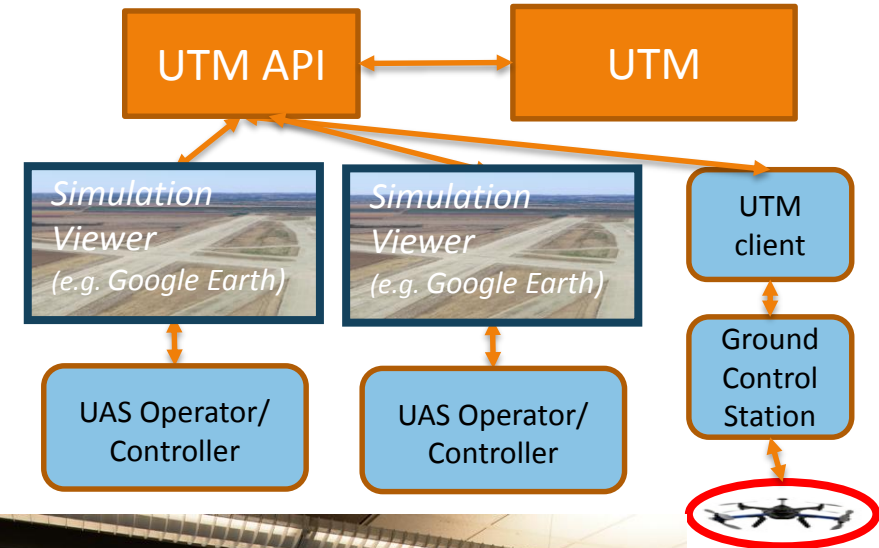 UTM API
UTM
Simulation
Viewer
(e.g. Google Earth)
Simulation
Viewer
(e.g. Google Earth)
UTM
client
Ground
Control
Station
UAS Operator/
Controller
UAS Operator/
Controller